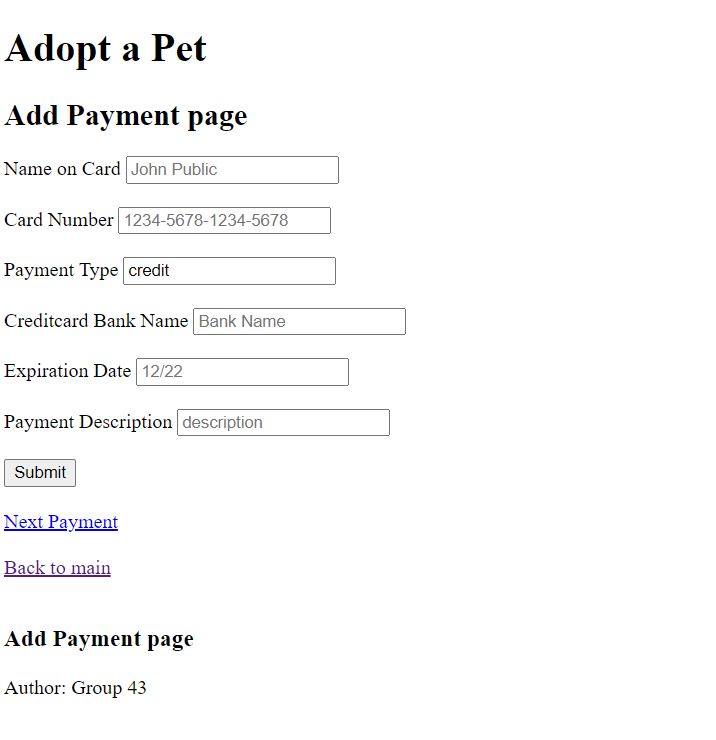 Adopt a Pet
Add Payment page
Name on Card John Public
Card Number 1234-5678-1234-5678
Payment Type credit
Creditcard Bank Name Bank Name
Expiration Date 12/22
Payment Description description
Submit
Next Payment
Back to main
Add Payment page
Author: Group 43